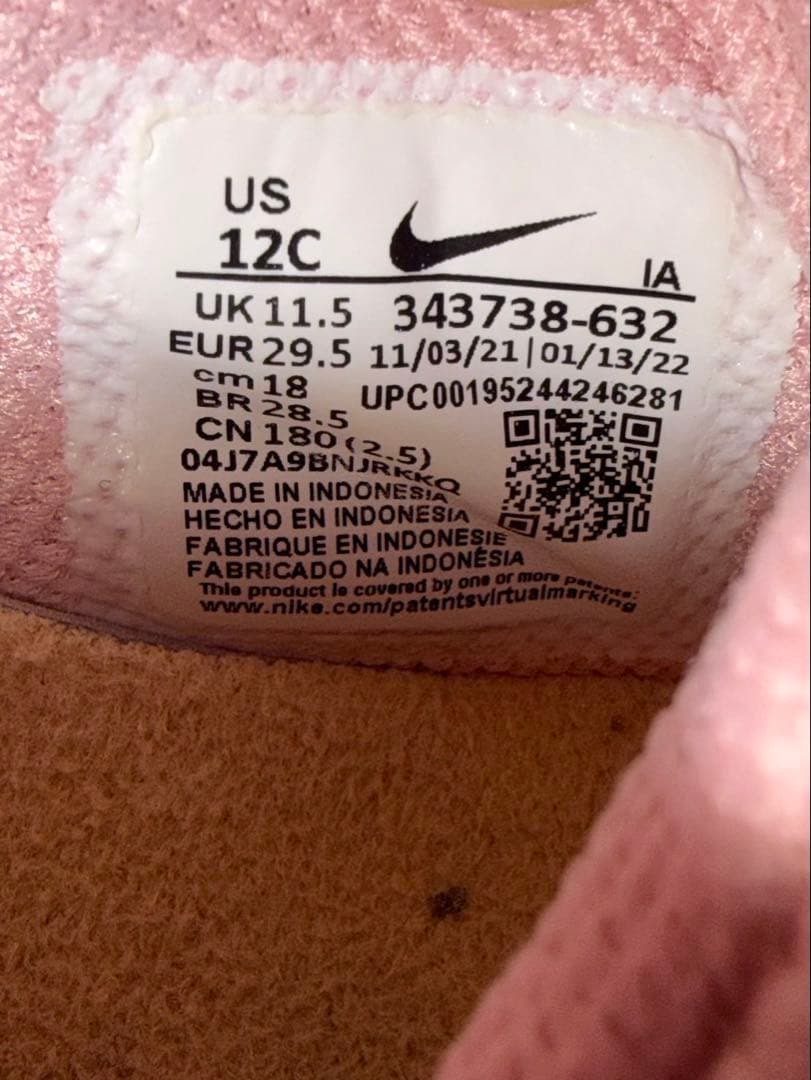 US
12C
IA
UK 11.5 343738-632
EUR 29.5 11/03/21|01/13/22
cm 18 UPC00195244246281
BR 28.5
CN 180(2.5)
04J7A9BNJRKKQ
MADE IN INDONESIA
HECHO EN INDONESIA
FABRIQUE EN INDONESIE
FABRICADO NA INDONÉSIA
This product is covered by one or more patents:
www.nike.com/patentsvirtualmarking